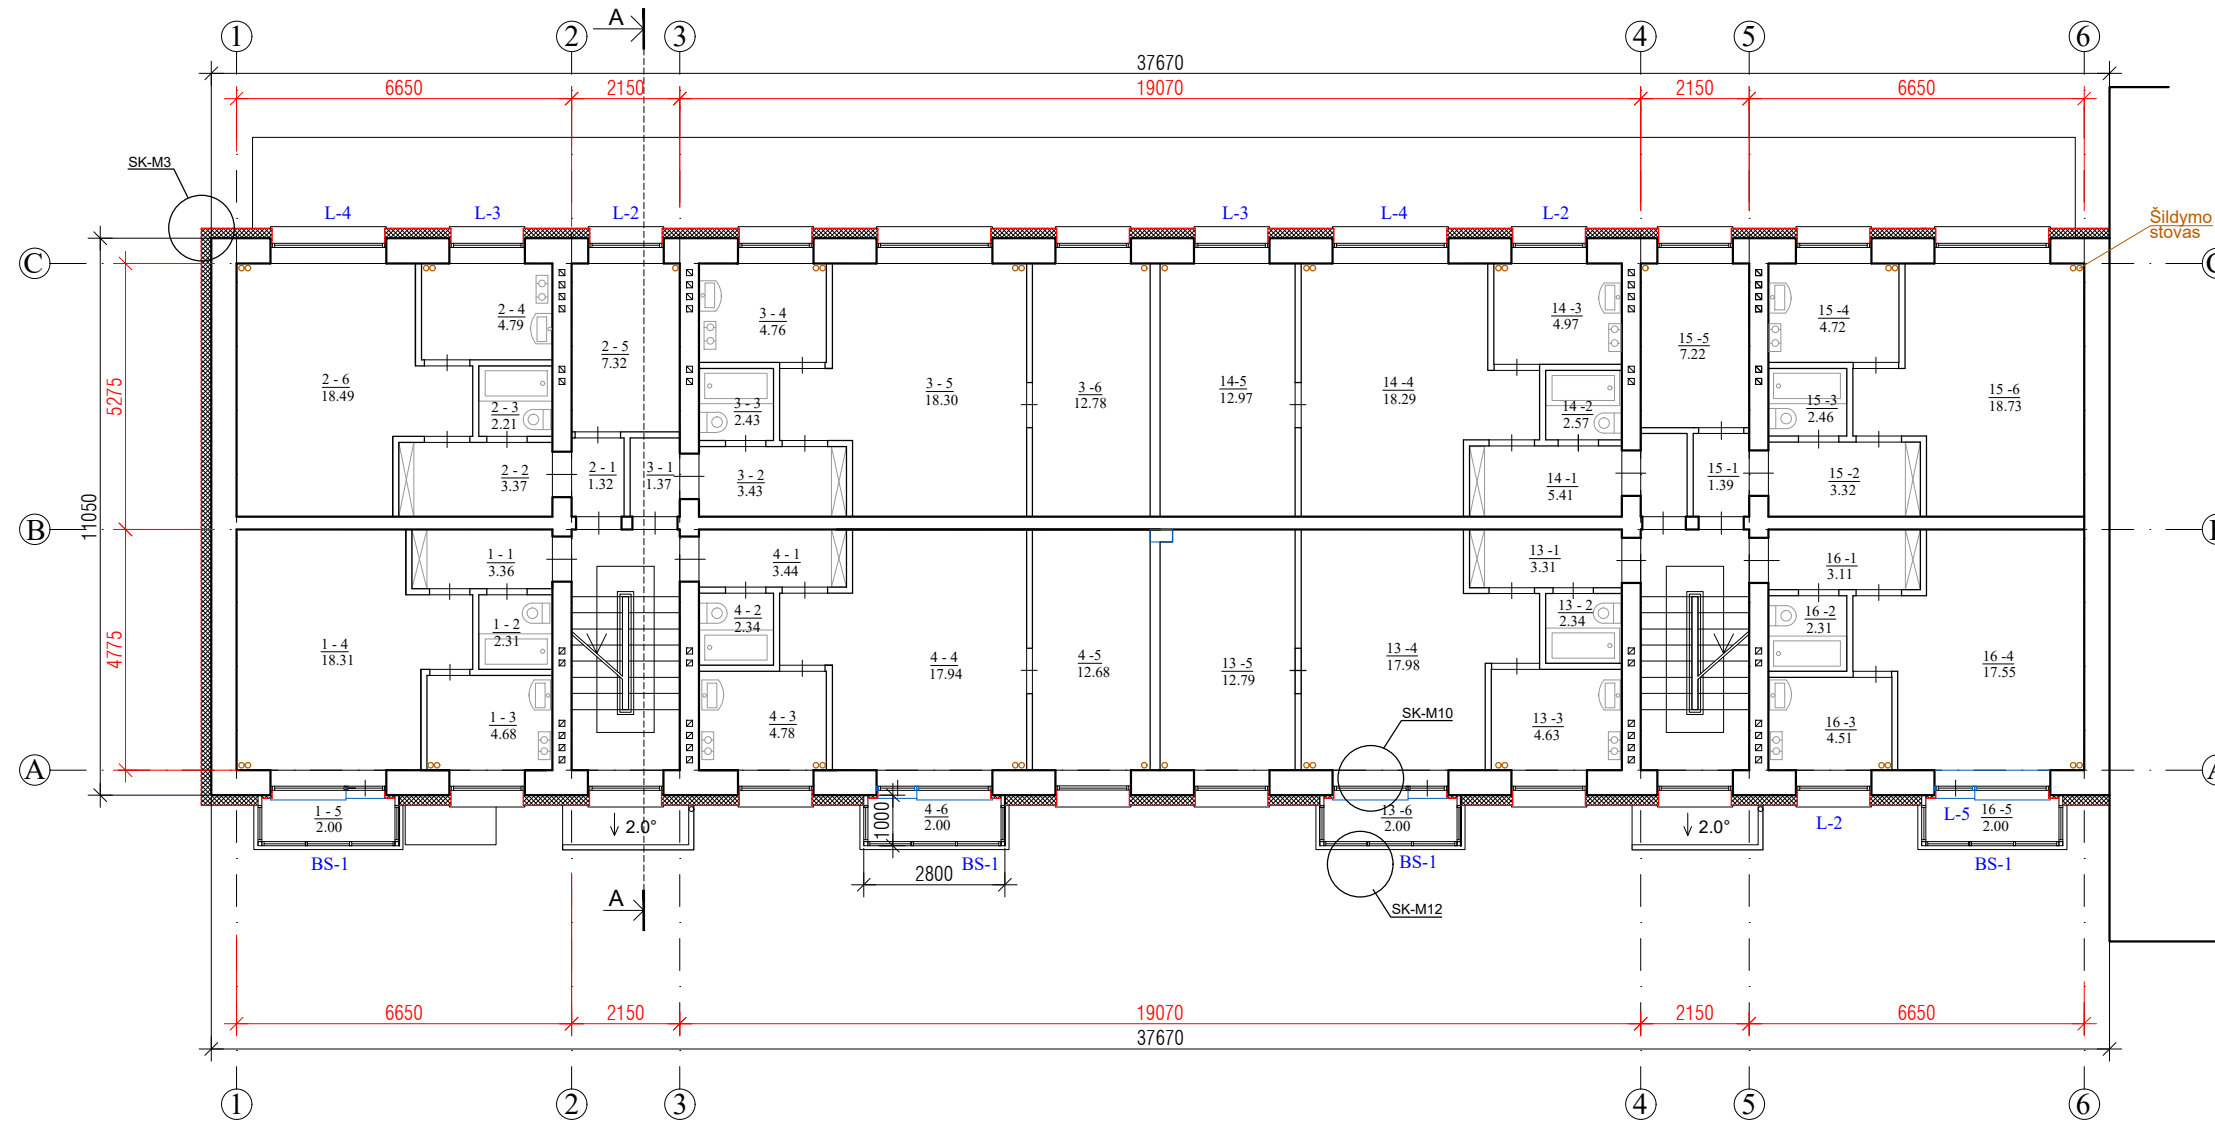 1 2 A 3 4 5 6
37670
6650 2150 19070 2150 6650
SK-M3
L-4 L-3 L-2 L-3 L-4 L-2
Šildymo
stovas
C
2 - 4
4.79
3 - 4
4.76
14 -3
4.97
15 -4
4.72
2 - 5
7.32
15 -5
7.22
2 - 6
18.49
3 - 5
18.30
3 -6
12.78
14-5
12.97
14 -4
18.29
15 -6
18.73
5275
2 - 3
2.21
3 - 3
2.43
14 -2
2.57
15 -3
2.46
2 - 2
3.37
2 - 1
1.32
3 - 1
1.37
3 - 2
3.43
14 -1
5.41
15 -1
1.39
15 -2
3.32
11050
B
1 - 1
3.36
4 - 1
3.44
13 -1
3.31
16 -1
3.11
1 - 2
2.31
4 - 2
2.34
13 - 2
2.34
16 -2
2.31
4775
1 - 4
18.31
4 - 4
17.94
4 -5
12.68
13 -5
12.79
13 -4
17.98
16 -4
17.55
1 - 3
4.68
4 - 3
4.78
SK-M10
13 -3
4.63
16 -3
4.51
A
1 - 5
2.00
2.0°
1000
4 -6
2.00
13 -6
2.00
2.0°
L-2
L-5
16 -5
2.00
BS-1 BS-1 BS-1 BS-1
2800
A
SK-M12
6650 2150 19070 2150 6650
37670
1 2 3 4 5 6